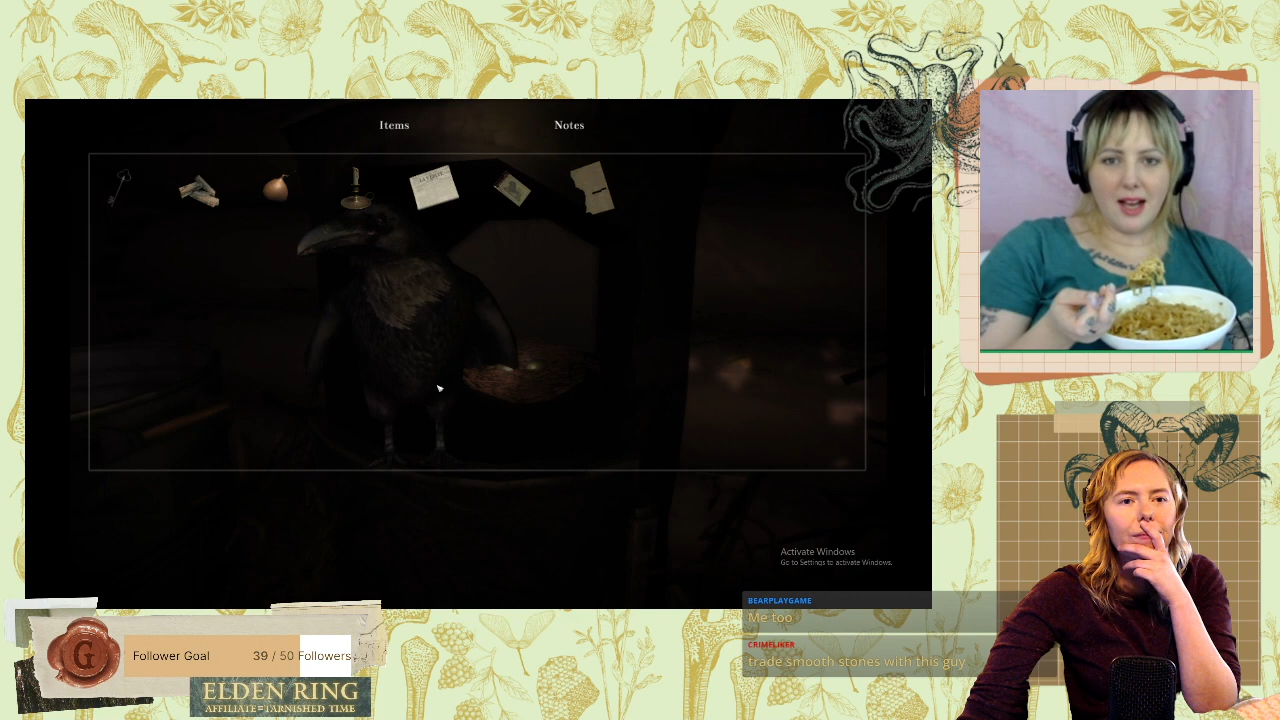 Items
Notes
Activate Windows
Go to Settings to activate Windows.
BEARPLAYGAME
Me too
CRIMELIKER
trade smooth stones with this guy
G
Follower Goal
39 / 50 Followers
ELDEN RING
AFFILIATE=TARNISHED TIME